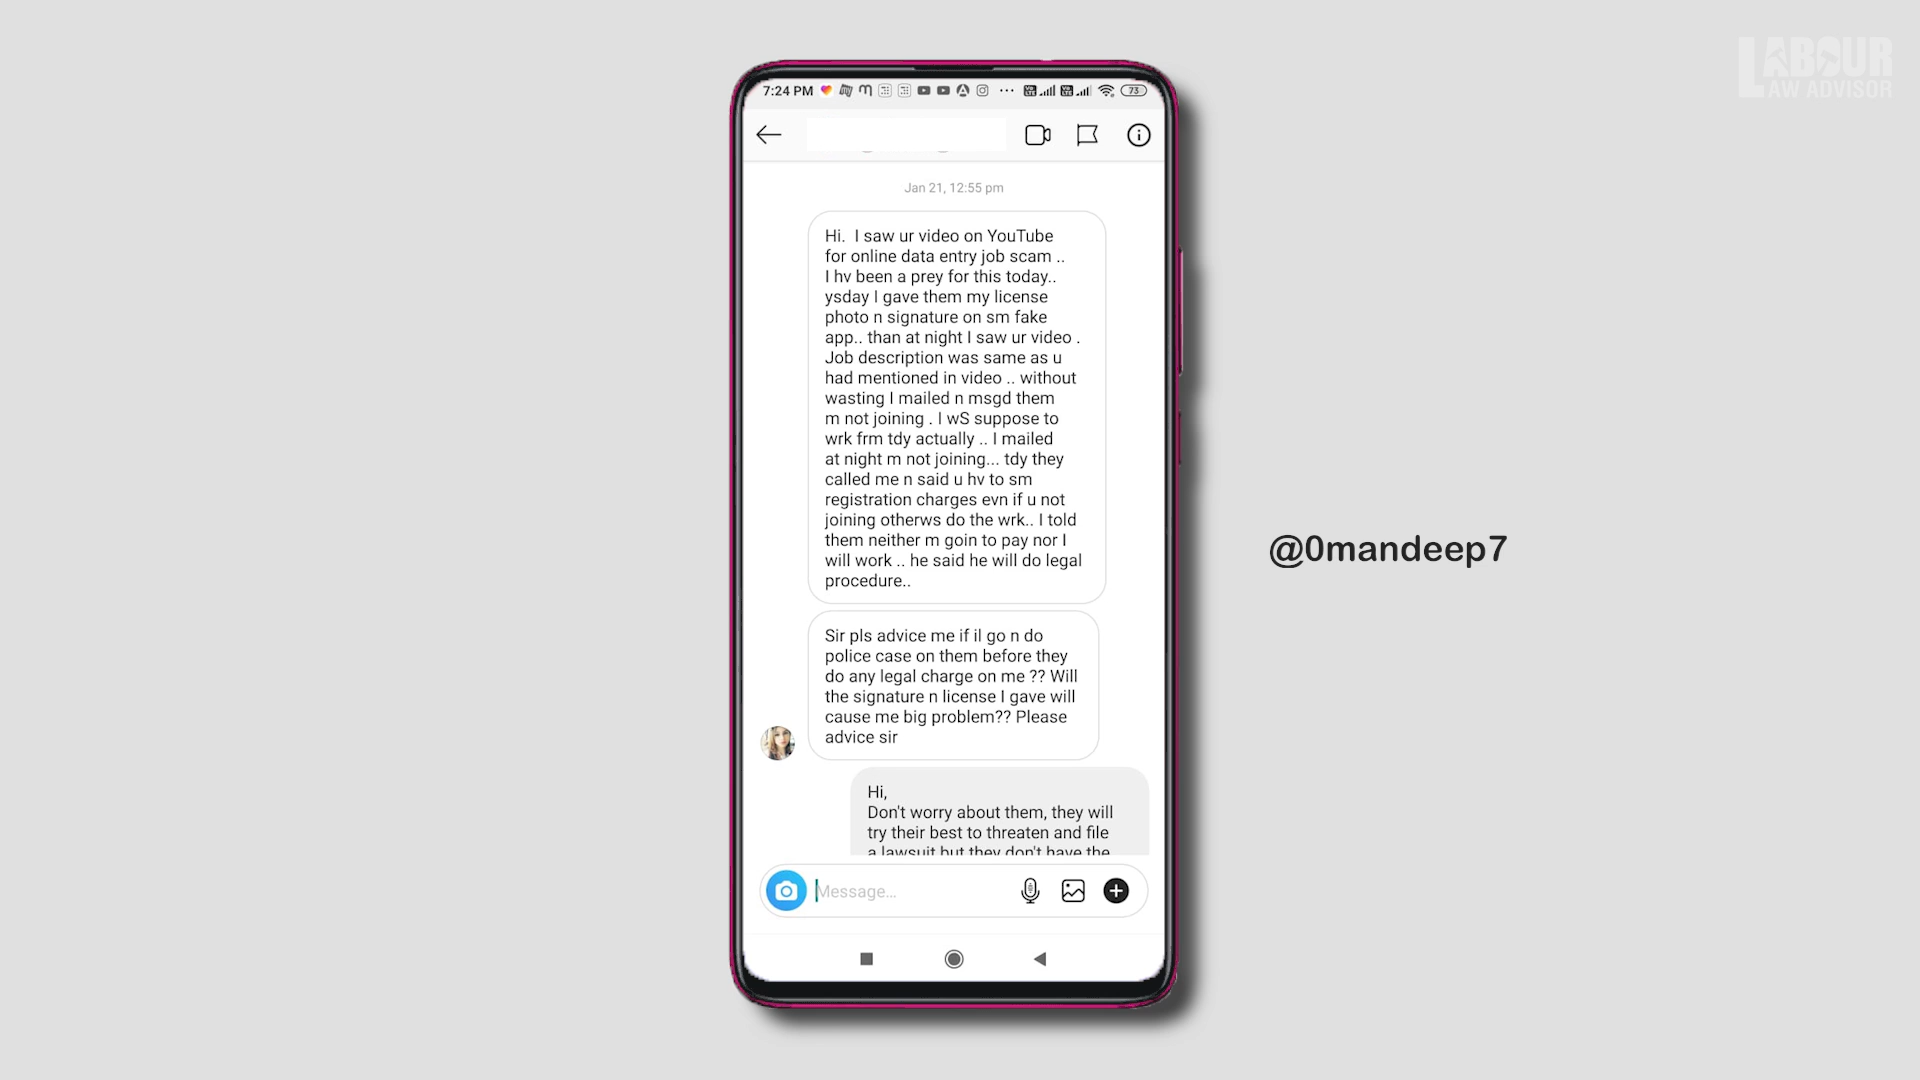 LABOUR
LAW ADVISOR
7:24 PM
73
Jan 21, 12:55 pm
Hi.  I saw ur video on YouTube
for online data entry job scam ..
I hv been a prey for this today..
ysday I gave them my license
photo n signature on sm fake
app.. than at night I saw ur video .
Job description was same as u
had mentioned in video .. without
wasting I mailed n msgd them
m not joining . I wS suppose to
wrk frm tdy actually .. I mailed
at night m not joining... tdy they
called me n said u hv to sm
registration charges evn if u not
joining otherws do the wrk.. I told
them neither m goin to pay nor I
will work .. he said he will do legal
procedure..
Sir pls advice me if il go n do
police case on them before they
do any legal charge on me ?? Will
the signature n license I gave will
cause me big problem?? Please
advice sir
Hi,
Don't worry about them, they will
try their best to threaten and file
a lawsuit but they don't have the
Message...
@0mandeep7